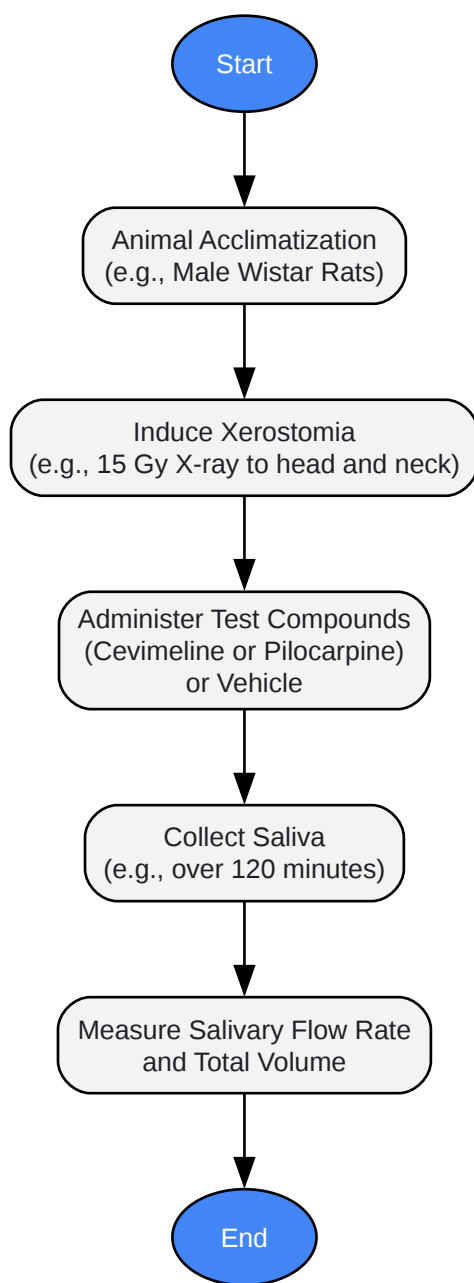 Start
Animal Acclimatization
(e.g., Male Wistar Rats)
Induce Xerostomia
(e.g., 15 Gy X-ray to head and neck)
Administer Test Compounds
(Cevimeline or Pilocarpine)
or Vehicle
Collect Saliva
(e.g., over 120 minutes)
Measure Salivary Flow Rate
and Total Volume
End